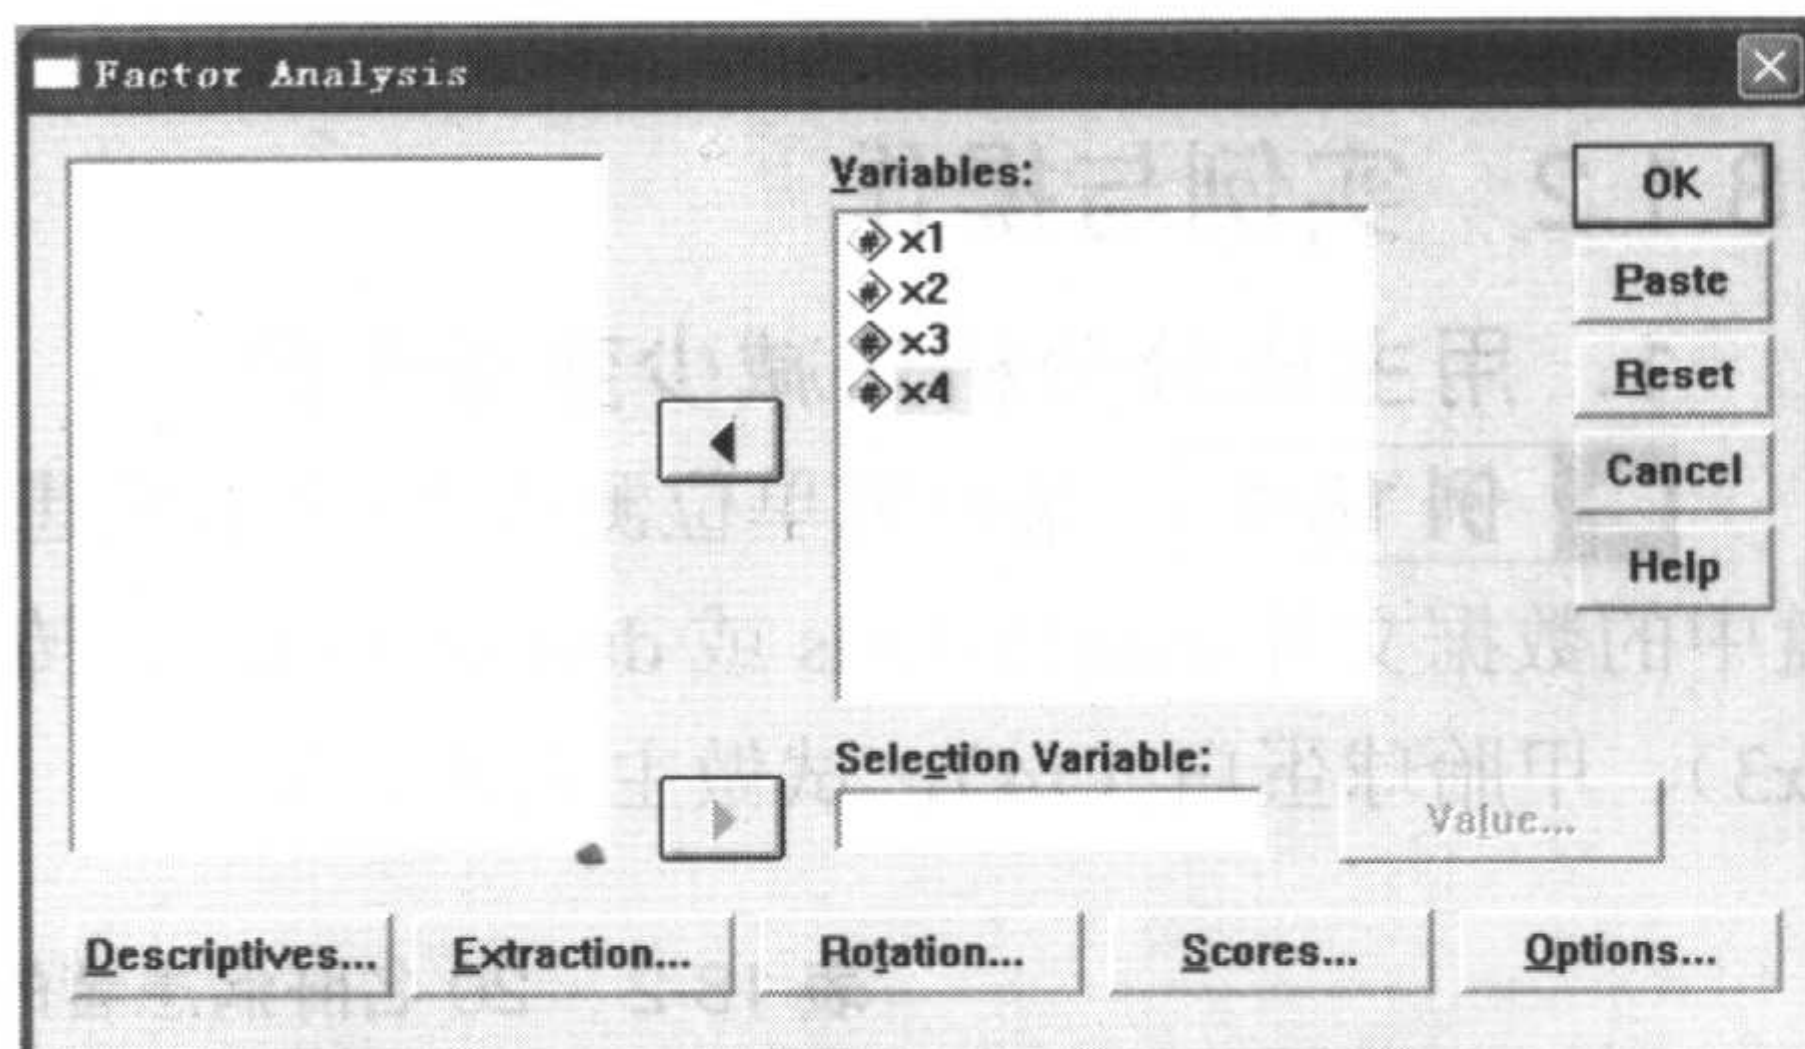 Factor Analysis
Variables:
x1
x2
x3
x4
OK
Paste
Reset
Cancel
Help
Selection Variable:
Value...
Descriptives...
Extraction...
Rotation...
Scores...
Options...